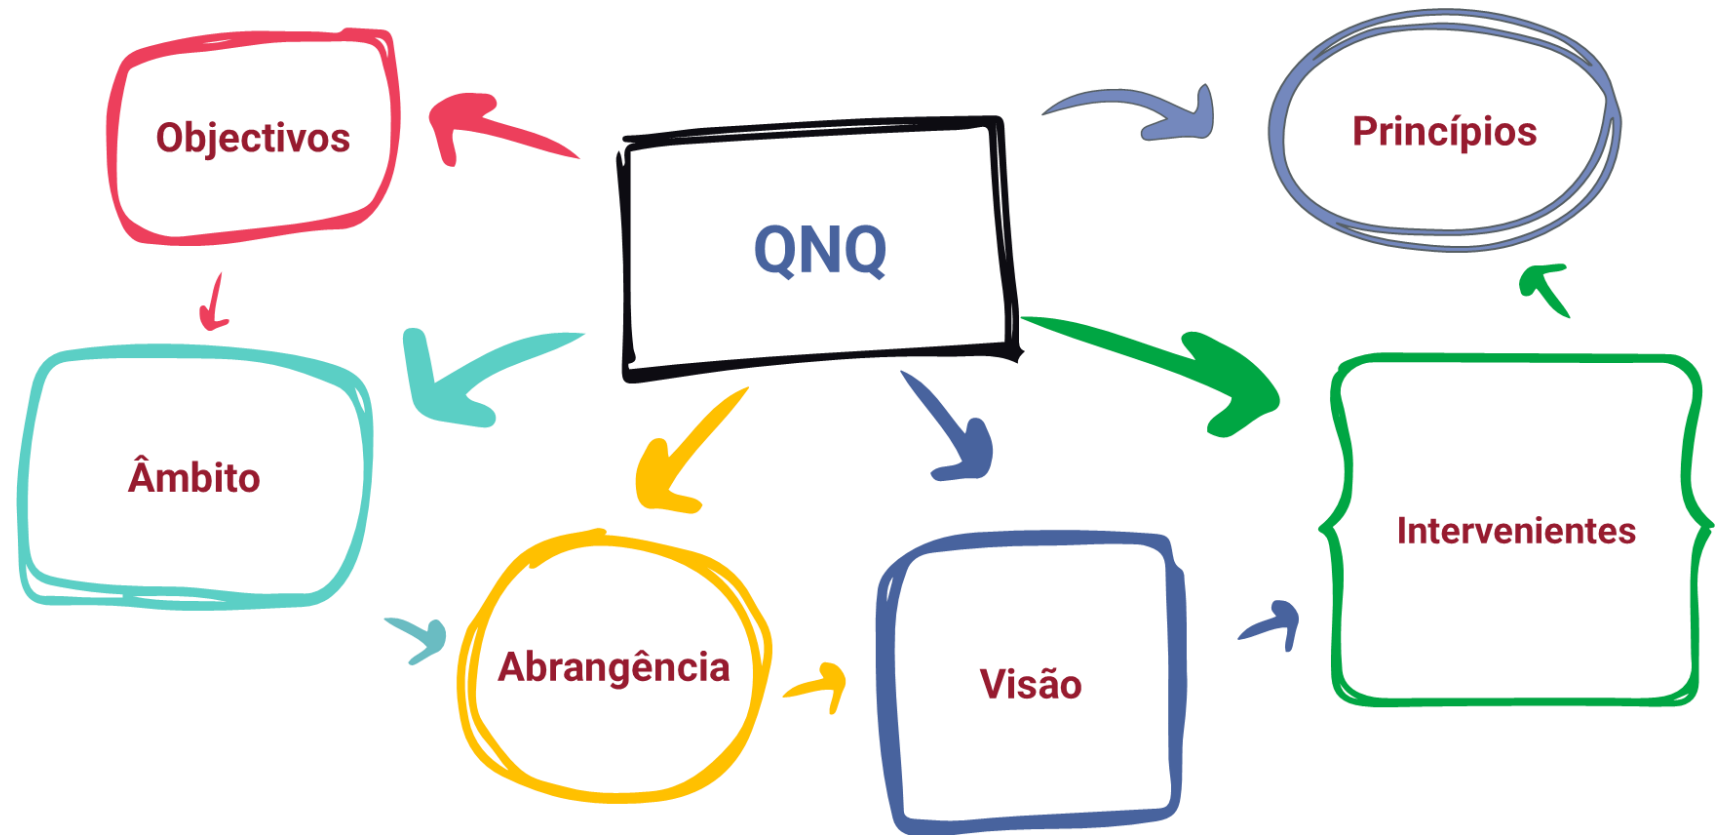 Objectivos
QNQ
Princípios
Âmbito
Abrangência
Visão
Intervenientes